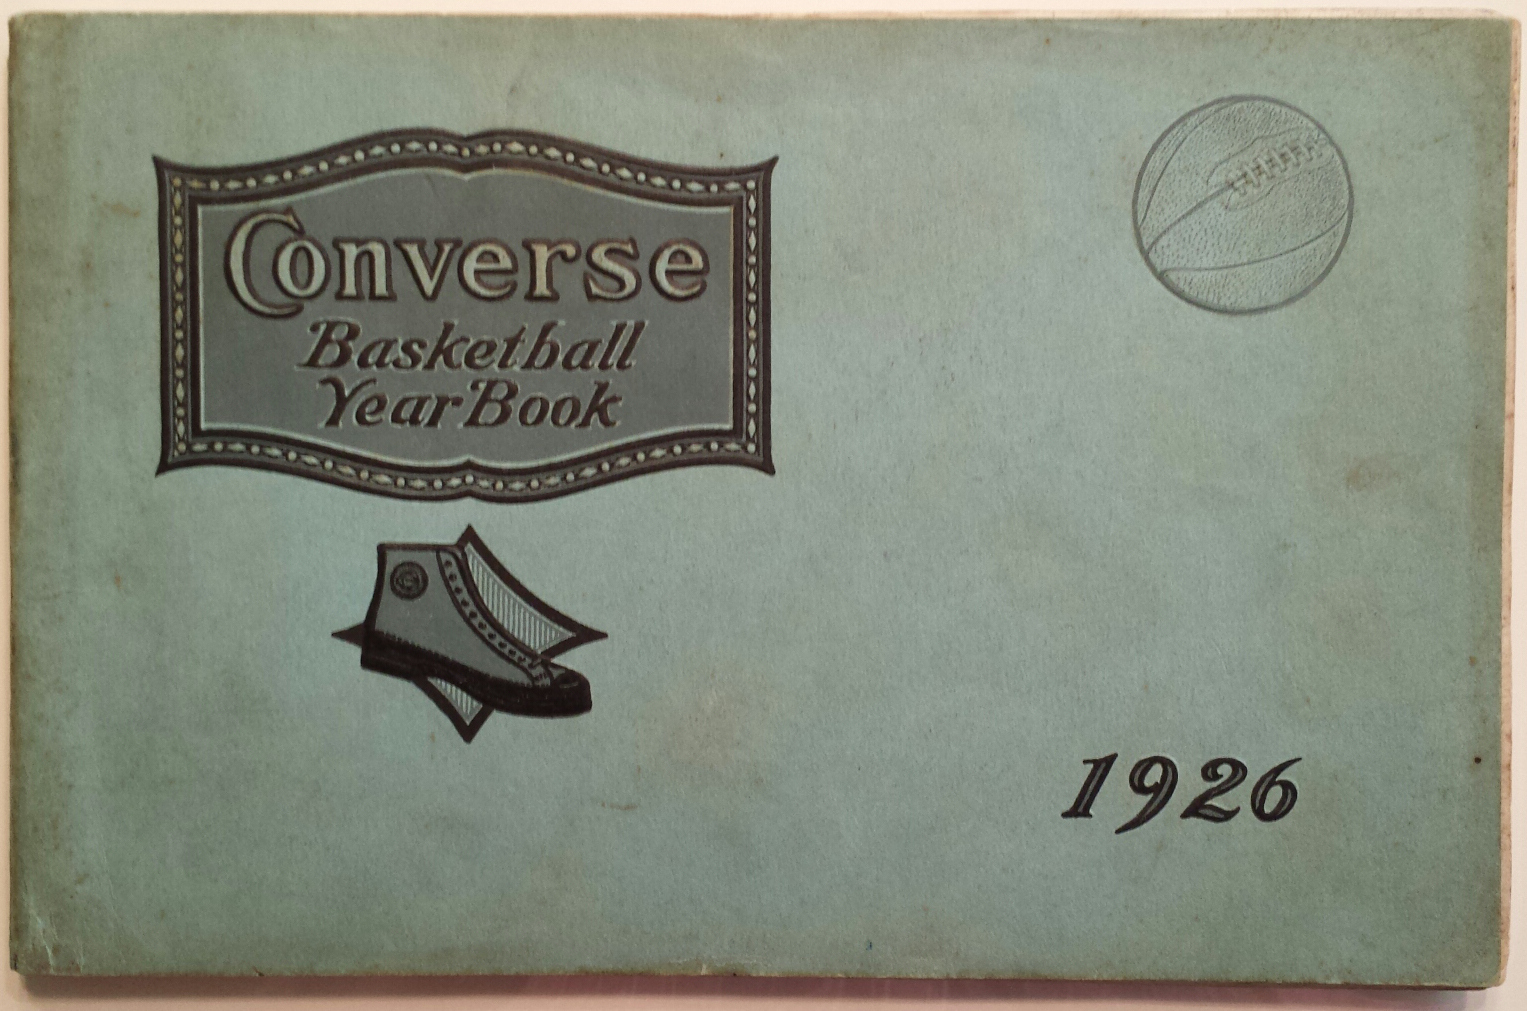 Converse
Basketball
Year Book
1926